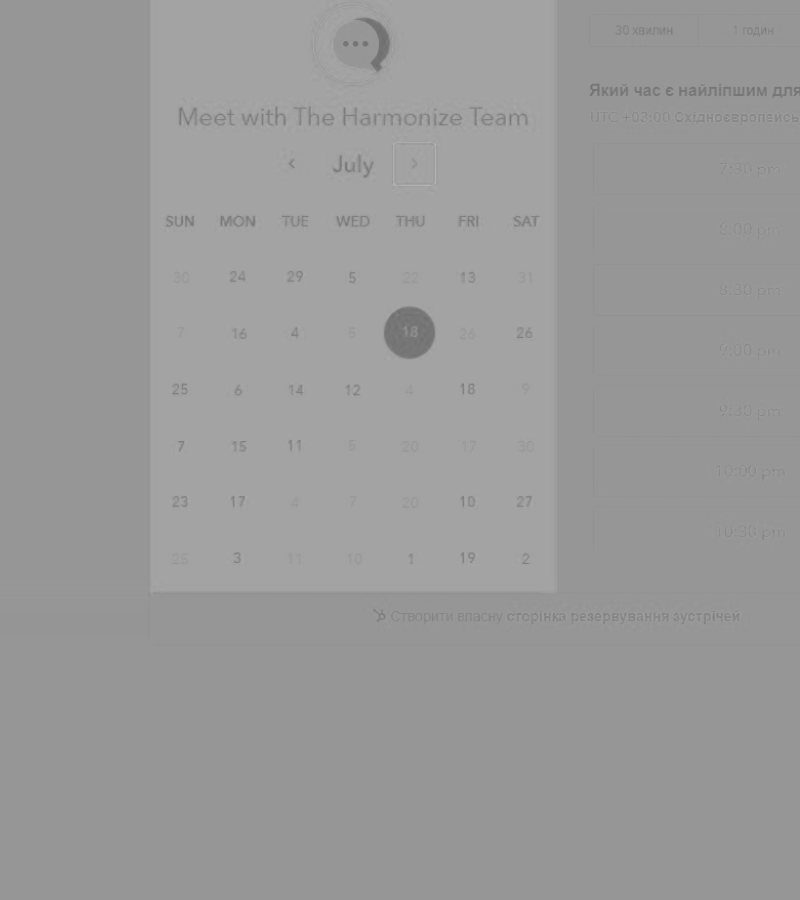 Meet with The Harmonize Team
July
SUN MON TUE WED THU FRI SAT
30 24 29 5 22 13 31
7 16 4 5 18 26 26
25 6 14 12 4 18 9
7 15 11 5 20 17 30
23 17 4 7 20 10 27
25 3 11 10 1 19 2
30 хвилин
1 годин
Який час є найліпшим для
UTC +03:00 Східноєвропейсь
7:30 pm
8:00 pm
8:30 pm
9:00 pm
9:30 pm
10:00 pm
10:30 pm
Створити власну сторінка резервування зустрічей